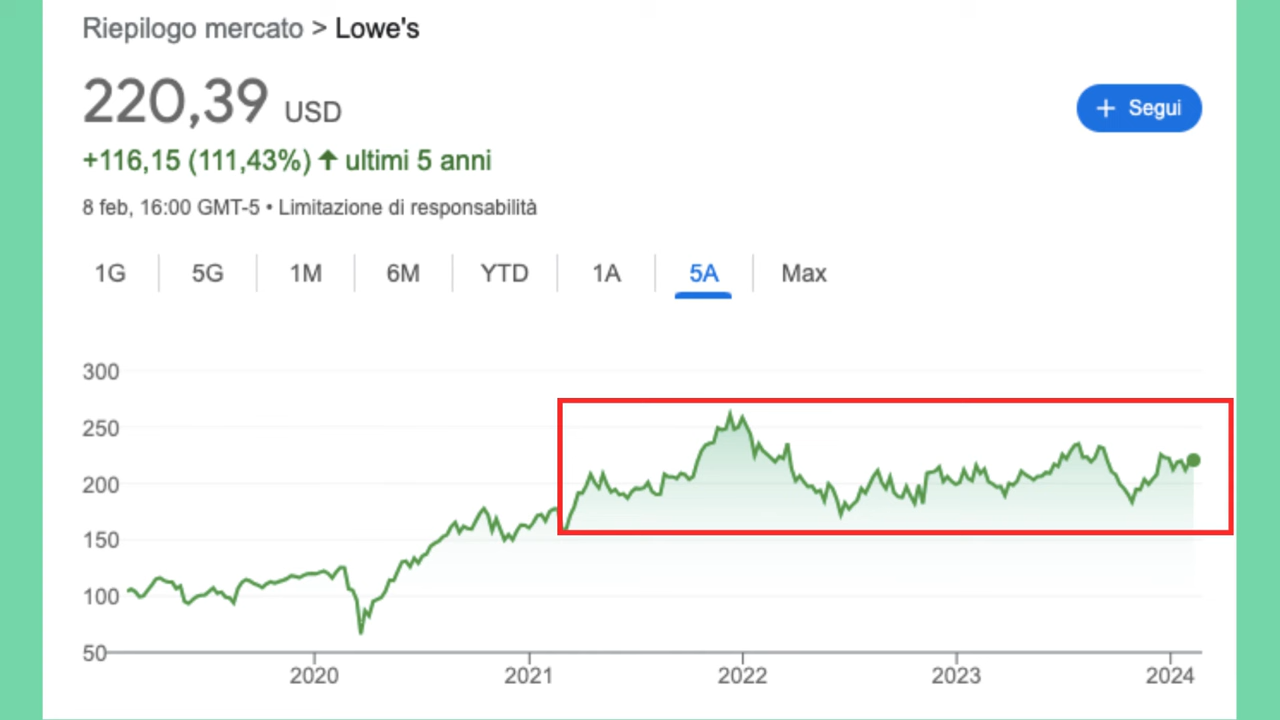 Riepilogo mercato > Lowe's
220,39 USD
+ Segui
+116,15 (111,43%) ↑ ultimi 5 anni
8 feb, 16:00 GMT-5 • Limitazione di responsabilità
1G 5G 1M 6M YTD 1A 5A Max
300
250
200
150
100
50
2020 2021 2022 2023 2024